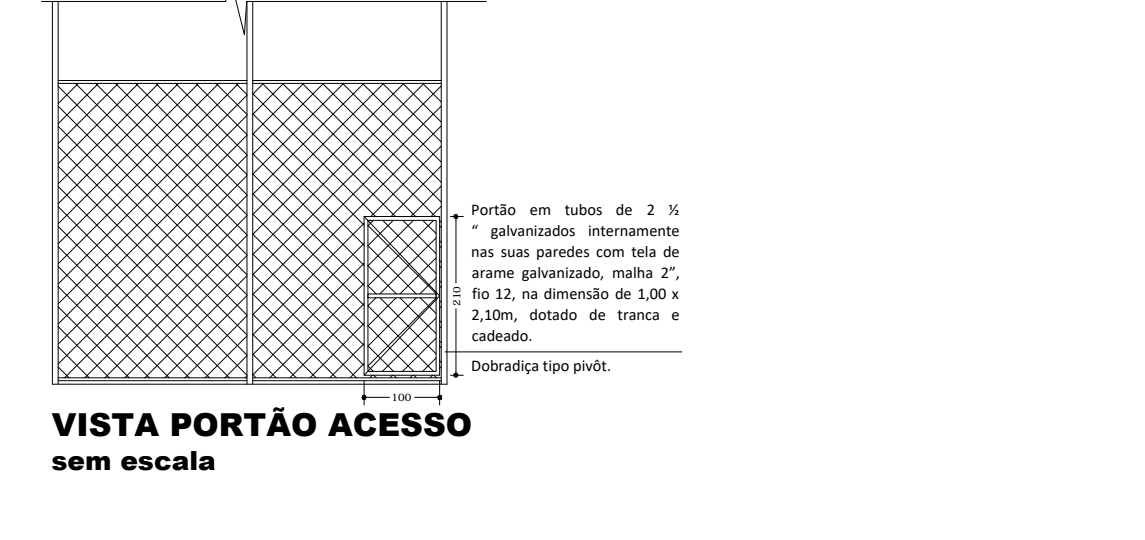 Portão em tubos de 2 ½
“ galvanizados internamente
nas suas paredes com tela de
arame galvanizado, malha 2”,
fio 12, na dimensão de 1,00 x
2,10m, dotado de tranca e
cadeado.
210
Dobradiça tipo pivôt.
100
VISTA PORTÃO ACESSO
sem escala